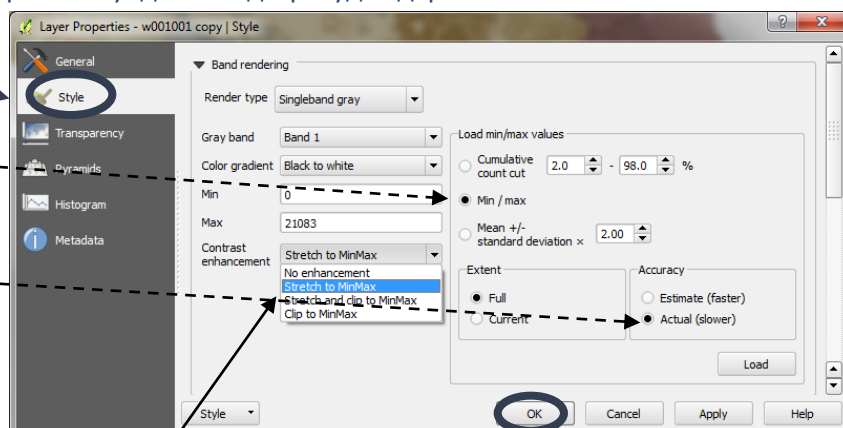 Layer Properties - w001001 copy | Style
General
Style
Transparency
Pyramids
Histogram
Metadata
Band rendering
Render type Singleband gray
Gray band Band 1
Color gradient Black to white
Min 0
Max 21083
Contrast
enhancement Stretch to MinMax
No enhancement
Stretch to MinMax
Stretch and clip to MinMax
Clip to MinMax
Load min/max values
Cumulative
count cut 2.0 - 98.0 %
Min / max
Mean +/-
standard deviation × 2.00
Extent
Full
Current
Accuracy
Estimate (faster)
Actual (slower)
Load
Style OK Cancel Apply Help